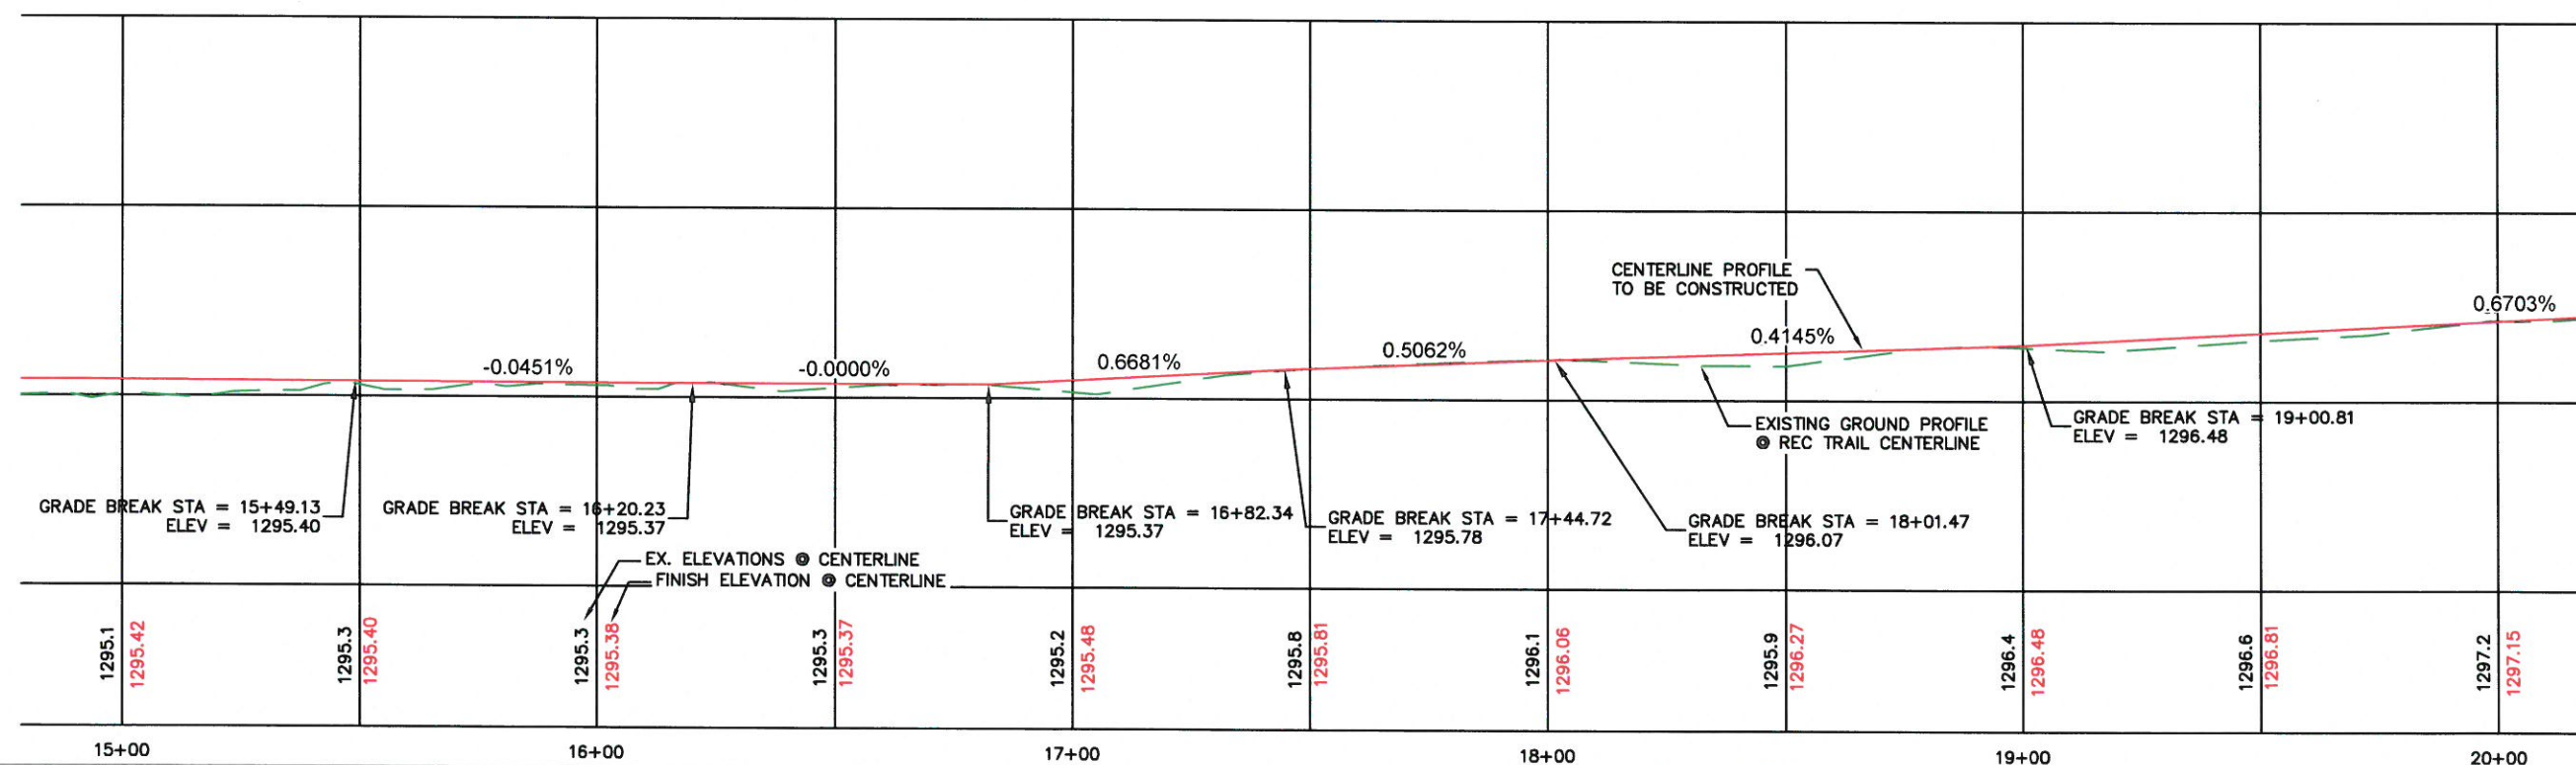 0.6703%
CENTERLINE PROFILE
TO BE CONSTRUCTED
0.4145%
0.5062%
0.6681%
-0.0000%
-0.0451%
EXISTING GROUND PROFILE
@ REC TRAIL CENTERLINE
GRADE BREAK STA = 19+00.81
ELEV = 1296.48
GRADE BREAK STA = 15+49.13
ELEV = 1295.40
GRADE BREAK STA = 16+20.23
ELEV = 1295.37
GRADE BREAK STA = 16+82.34
ELEV = 1295.37
GRADE BREAK STA = 17+44.72
ELEV = 1295.78
GRADE BREAK STA = 18+01.47
ELEV = 1296.07
EX. ELEVATIONS @ CENTERLINE
FINISH ELEVATION @ CENTERLINE
1295.1
1295.42
1295.3
1295.40
1295.3
1295.38
1295.3
1295.37
1295.2
1295.48
1295.8
1295.81
1296.1
1296.06
1295.9
1296.27
1296.4
1296.48
1296.6
1296.81
1297.2
1297.15
15+00
16+00
17+00
18+00
19+00
20+00